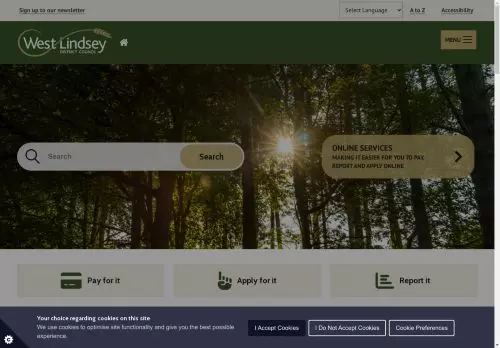 Sign up to our newsletter
Select Language
A to Z
Accessibility
West Lindsey
DISTRICT COUNCIL
MENU
Search
Search
ONLINE SERVICES
MAKING IT EASIER FOR YOU TO PAY,
REPORT AND APPLY ONLINE
Pay for it
Apply for it
Report it
Your choice regarding cookies on this site
We use cookies to optimise site functionality and give you the best possible
experience.
I Accept Cookies
I Do Not Accept Cookies
Cookie Preferences